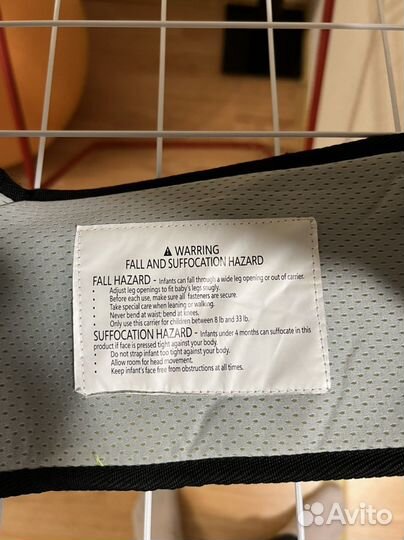 ⚠ WARRING
FALL AND SUFFOCATION HAZARD
FALL HAZARD - Infants can fall through a wide leg opening or out of carrier.
• Adjust leg openings to fit baby's legs snugly.
• Before each use, make sure all fasteners are secure.
• Take special care when leaning or walking.
• Never bend at waist; bend at knees.
• Only use this carrier for children between 8 lb and 33 lb.
SUFFOCATION HAZARD - Infants under 4 months can suffocate in this
product if face is pressed tight against your body.
• Do not strap infant too tight against your body.
• Allow room for head movement.
• Keep infant's face free from obstructions at all times.
Avito